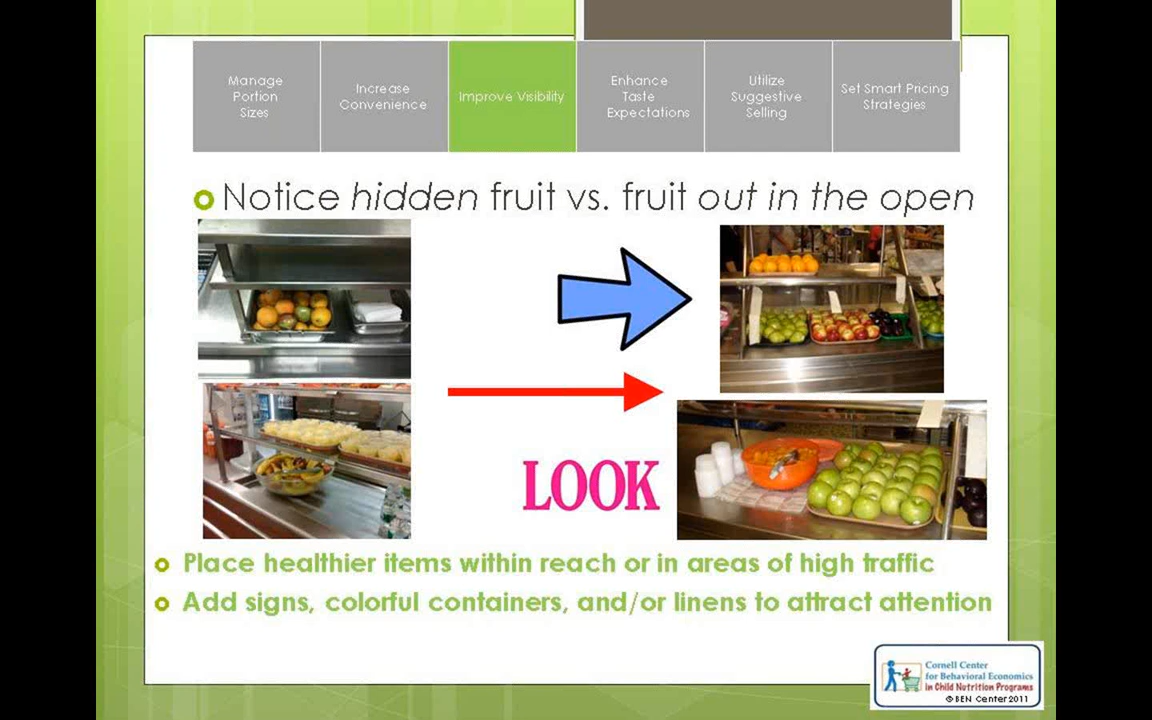 Manage
Portion
Sizes
Increase
Convenience
Improve Visibility
Enhance
Taste
Expectations
Utilize
Suggestive
Selling
Set Smart Pricing
Strategies
Notice hidden fruit vs. fruit out in the open
LOOK
Place healthier items within reach or in areas of high traffic
Add signs, colorful containers, and/or linens to attract attention
Cornell Center
for Behavioral Economics
in Child Nutrition Programs
©BEN Center2011